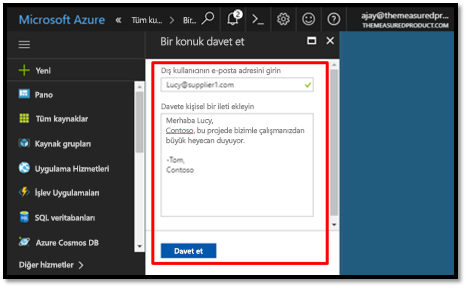 Microsoft Azure
Tüm ku...
Bir...
2
ajay@themeasuredpr...
THEMEASUREDPRODUCT.COM
Bir konuk davet et
Yeni
Pano
Tüm kaynaklar
Kaynak grupları
Uygulama Hizmetleri
İşlev Uygulamaları
SQL veritabanları
Azure Cosmos DB
Diğer hizmetler >
Dış kullanıcının e-posta adresini girin
Lucy@supplier1.com
Davete kişisel bir ileti ekleyin
Merhaba Lucy,
Contoso, bu projede bizimle çalışmanızdan
büyük heyecan duyuyor.
-Tom,
Contoso
Davet et